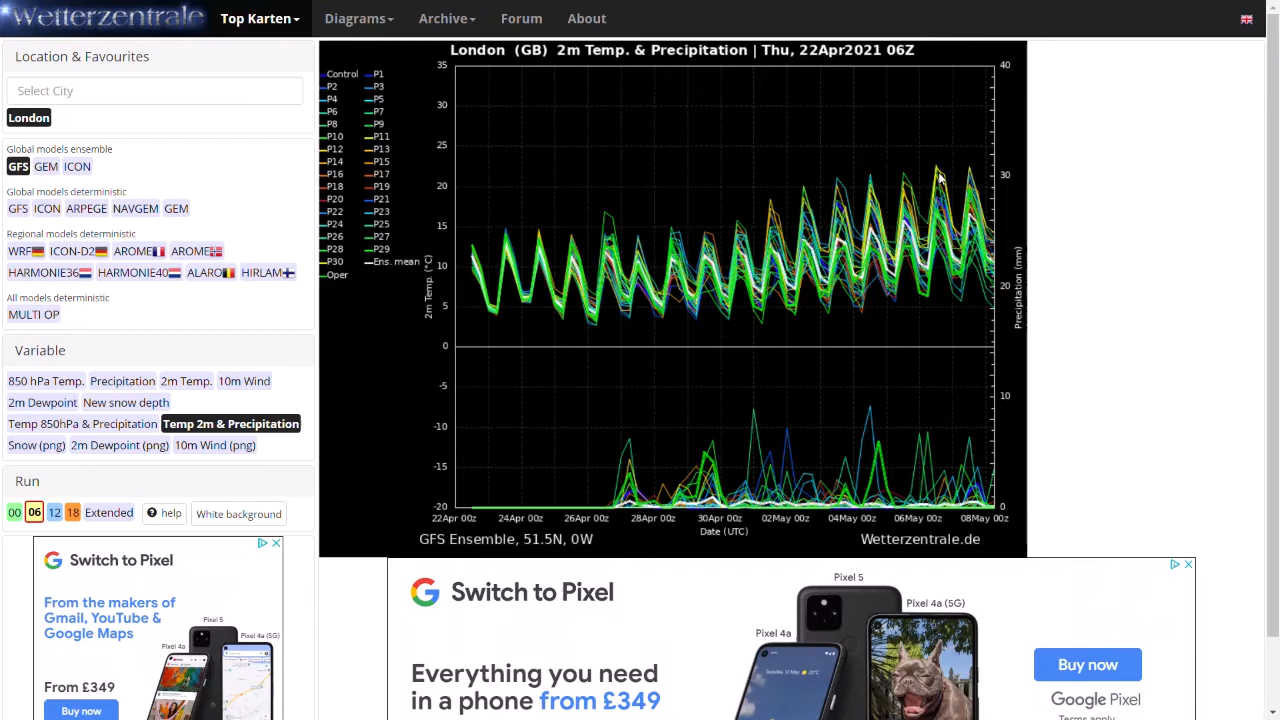 Wetterzentrale
Top Karten
Diagrams
Archive
Forum
About
Location & Favourites
Select City
London
Global models ensemble
GFS GEM ICON
Global models deterministic
GFS ICON ARPEGE NAVGEM GEM
Regional models deterministic
WRF ICON-D2 AROME AROME
HARMONIE36 HARMONIE40 ALARO HIRLAM
All models deterministic
MULTI OP
Variable
850 hPa Temp. Precipitation 2m Temp. 10m Wind
2m Dewpoint New snow depth
Temp 850hPa & Precipitation Temp 2m & Precipitation
Snow (png) 2m Dewpoint (png) 10m Wind (png)
Run
00 06 12 18 Extended help White background
London (GB) 2m Temp. & Precipitation | Thu, 22Apr2021 06Z
Control P1
P2 P3
P4 P5
P6 P7
P8 P9
P10 P11
P12 P13
P14 P15
P16 P17
P18 P19
P20 P21
P22 P23
P24 P25
P26 P27
P28 P29
P30 Ens. mean
Oper
2m Temp. (°C)
35
30
25
20
15
10
5
0
-5
-10
-15
-20
40
30
20
10
0
Precipitation (mm)
22Apr 00z 24Apr 00z 26Apr 00z 28Apr 00z 30Apr 00z 02May 00z 04May 00z 06May 00z 08May 00z
Date (UTC)
GFS Ensemble, 51.5N, 0W
Wetterzentrale.de
Switch to Pixel
From the makers of
Gmail, YouTube &
Google Maps
Pixel 5
Pixel 4a
Pixel 4a (5G)
From £349
Buy now
Switch to Pixel
Everything you need
in a phone from £349
Pixel 5
Pixel 4a (5G)
Pixel 4a
Buy now
Google Pixel
Terms apply